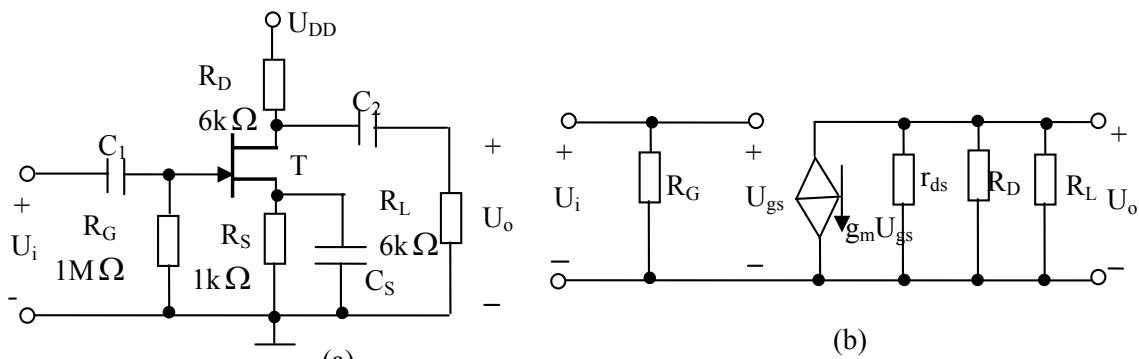 U_DD
R_D
6kΩ
C_2
C_1
T
+
+
U_i
R_G
1MΩ
R_S
1kΩ
C_S
R_L
6kΩ
U_o
-
−
(a)
+
+
+
U_i
R_G
U_gs
g_mU_gs
r_ds
R_D
R_L
U_o
−
−
−
(b)